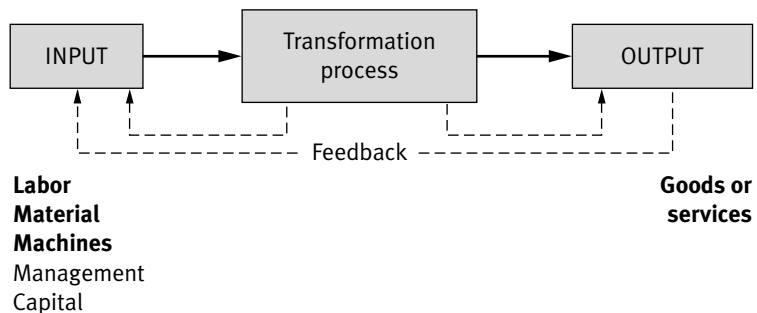 INPUT
Transformation
process
OUTPUT
Feedback
Labor
Material
Machines
Management
Capital
Goods or
services